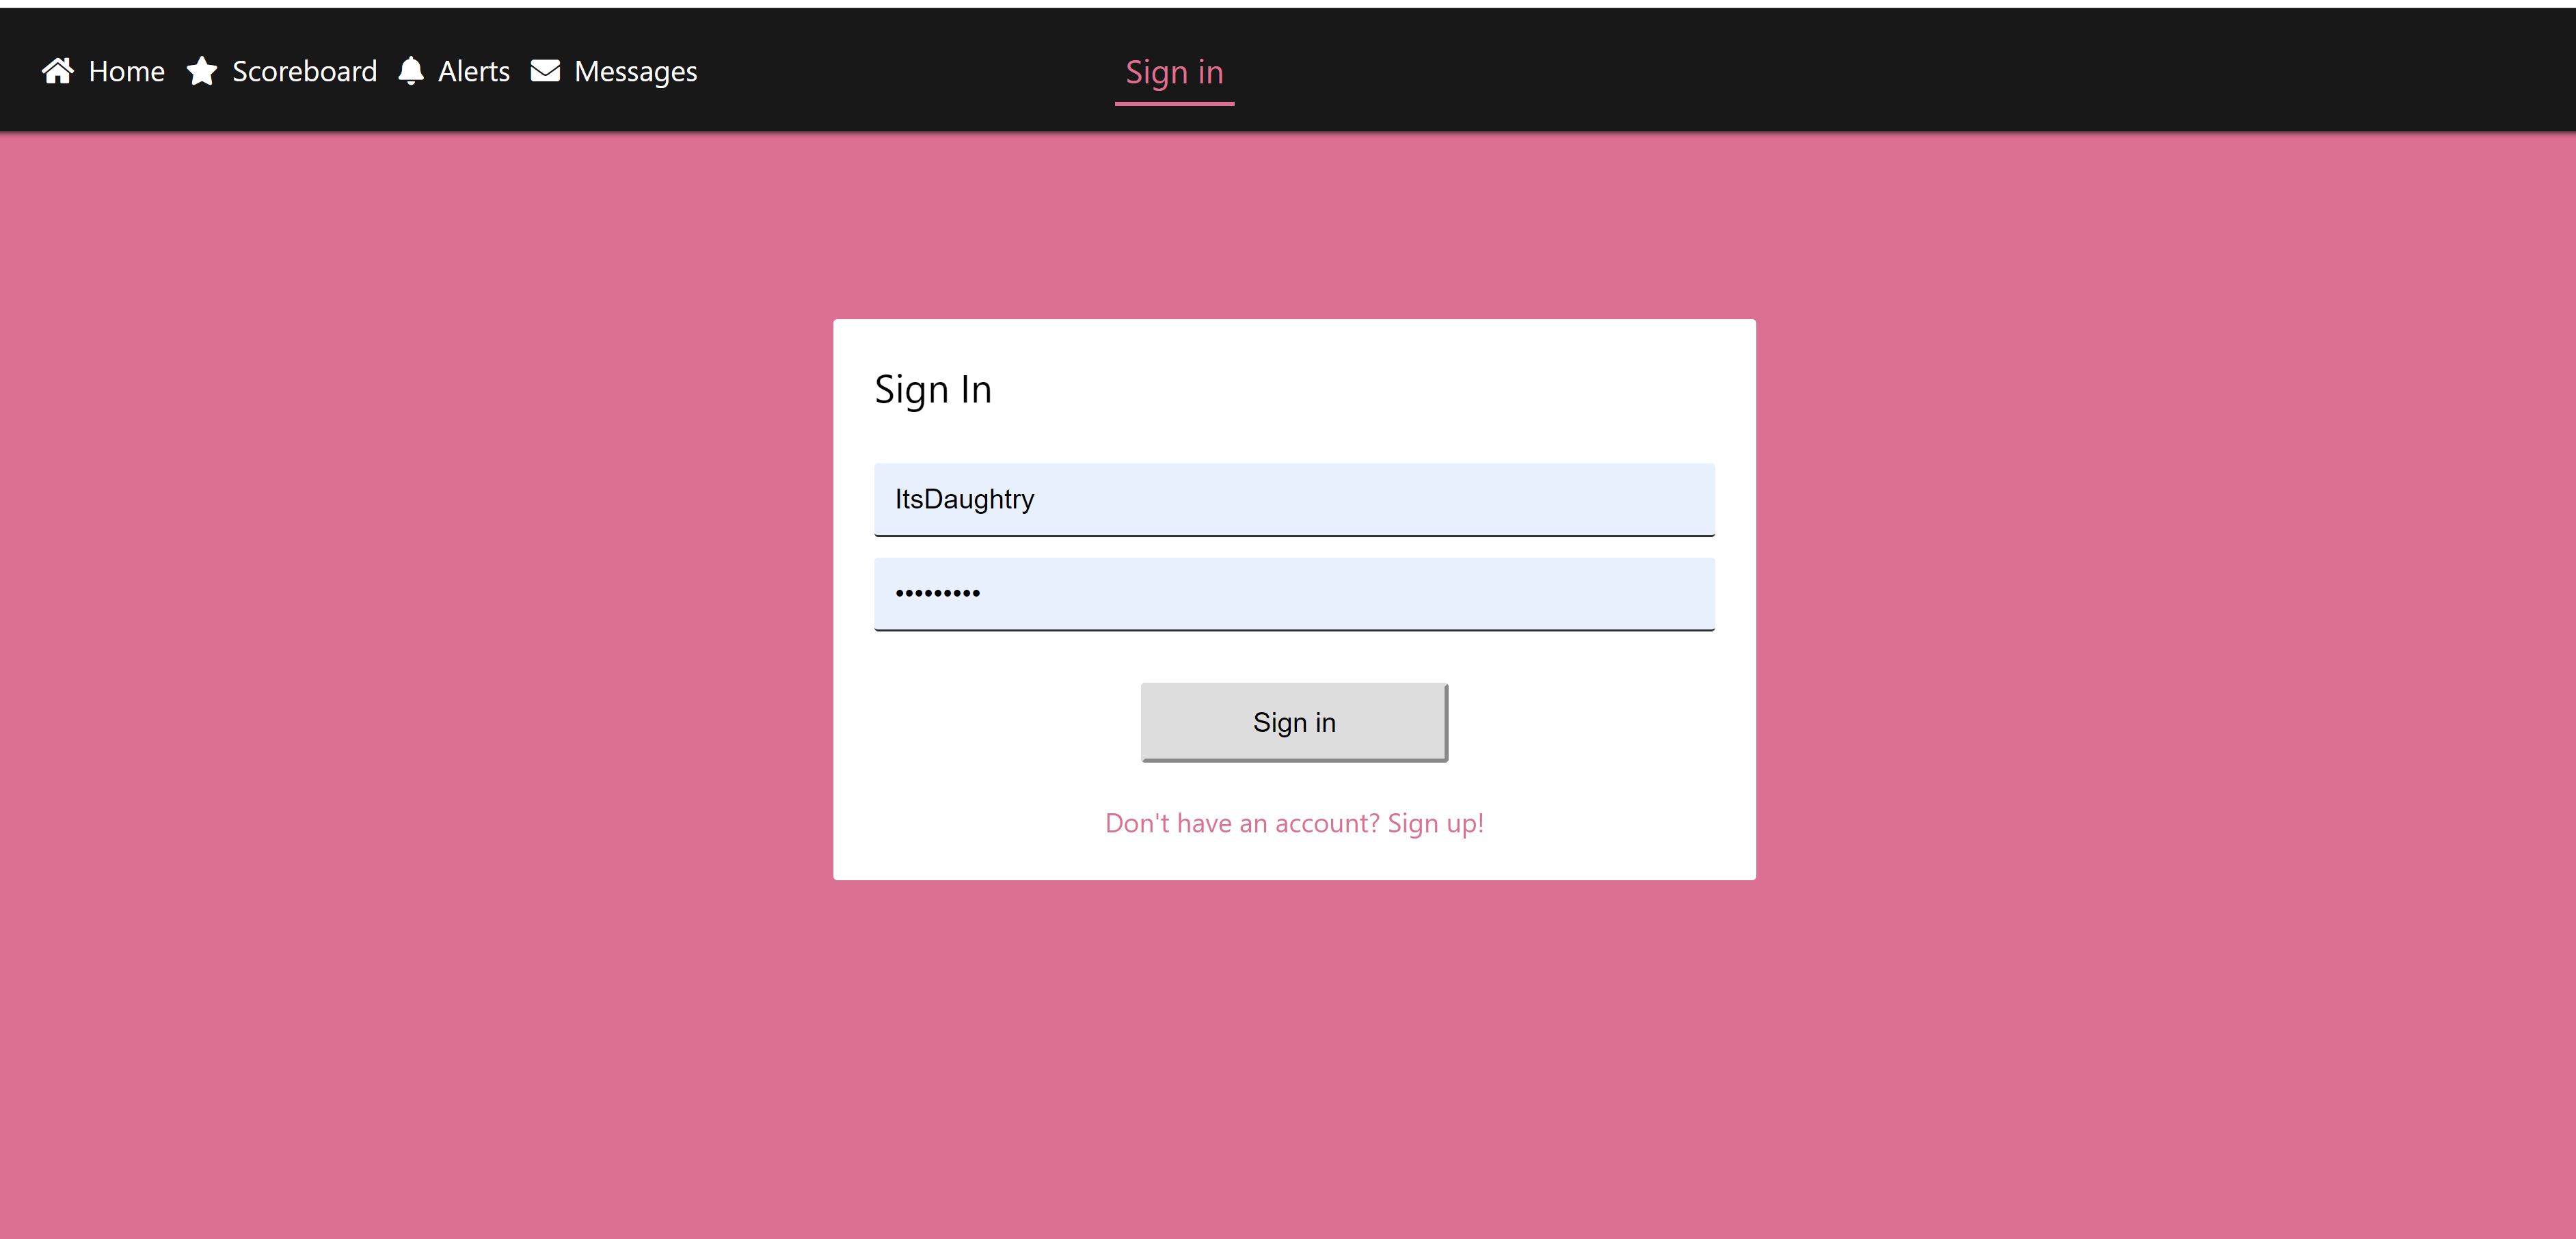 Home Scoreboard Alerts Messages Sign in
Sign In
ItsDaughtry
•••••••••
Sign in
Don't have an account? Sign up!